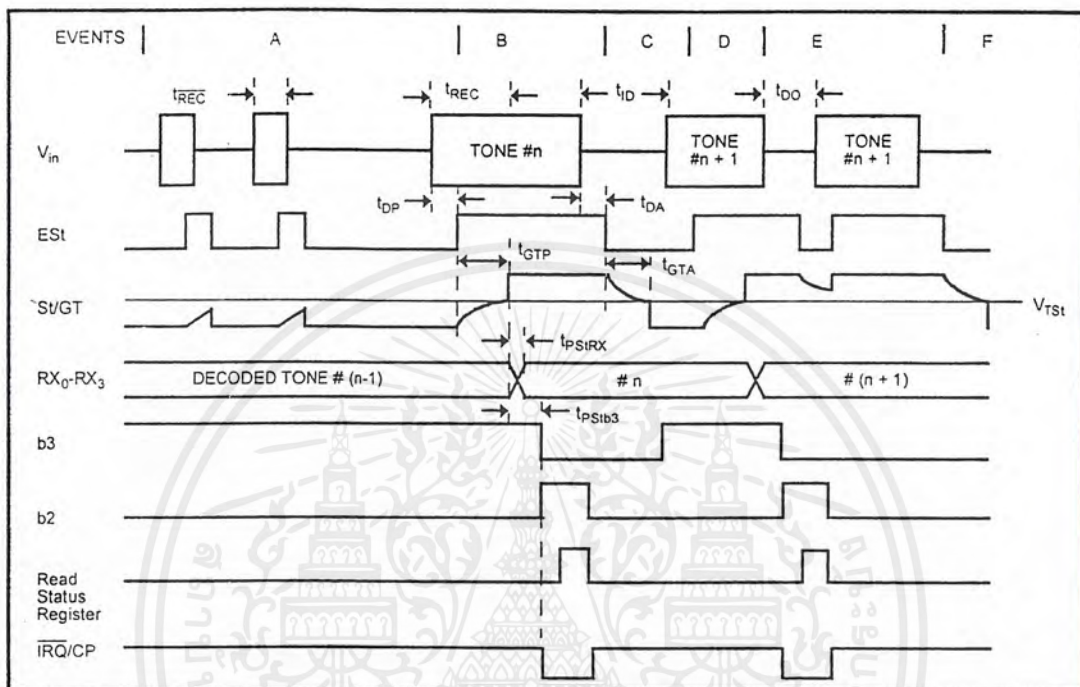 EVENTS A B C D E F
tREC tREC tID tDO
Vin TONE #n TONE #n + 1 TONE #n + 1
tDP tDA
ESt
tGTP tGTA
St/GT VTSt
tPStRX
RX0-RX3 DECODED TONE # (n-1) # n # (n + 1)
tPStb3
b3
b2
Read
Status
Register
IRQ/CP